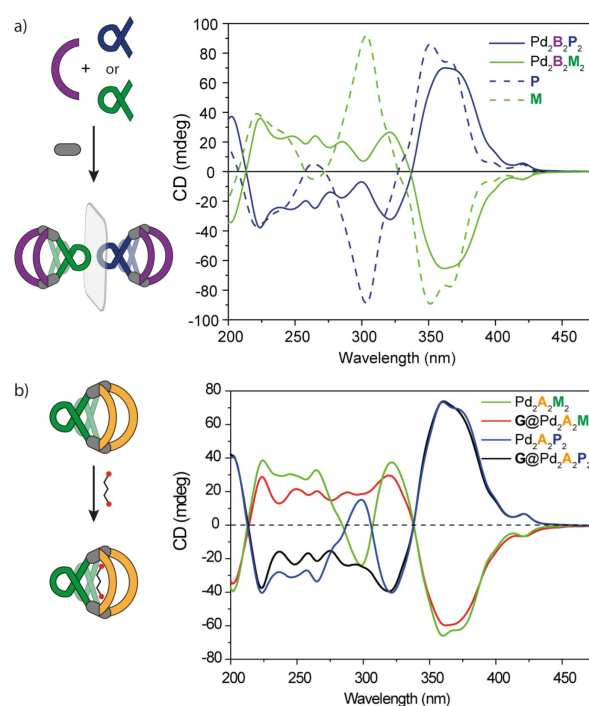 a)
+ or
Pd₂B₂P₂
Pd₂B₂M₂
P
M
CD (mdeg)
100
80
60
40
20
0
-20
-40
-60
-80
-100
200 250 300 350 400 450
Wavelength (nm)
b)
Pd₂A₂M₂
G@Pd₂A₂M
G@Pd₂A₂P₂
Pd₂A₂P₂
CD (mdeg)
80
60
40
20
0
-20
-40
-60
-80
200 250 300 350 400 450
Wavelength (nm)